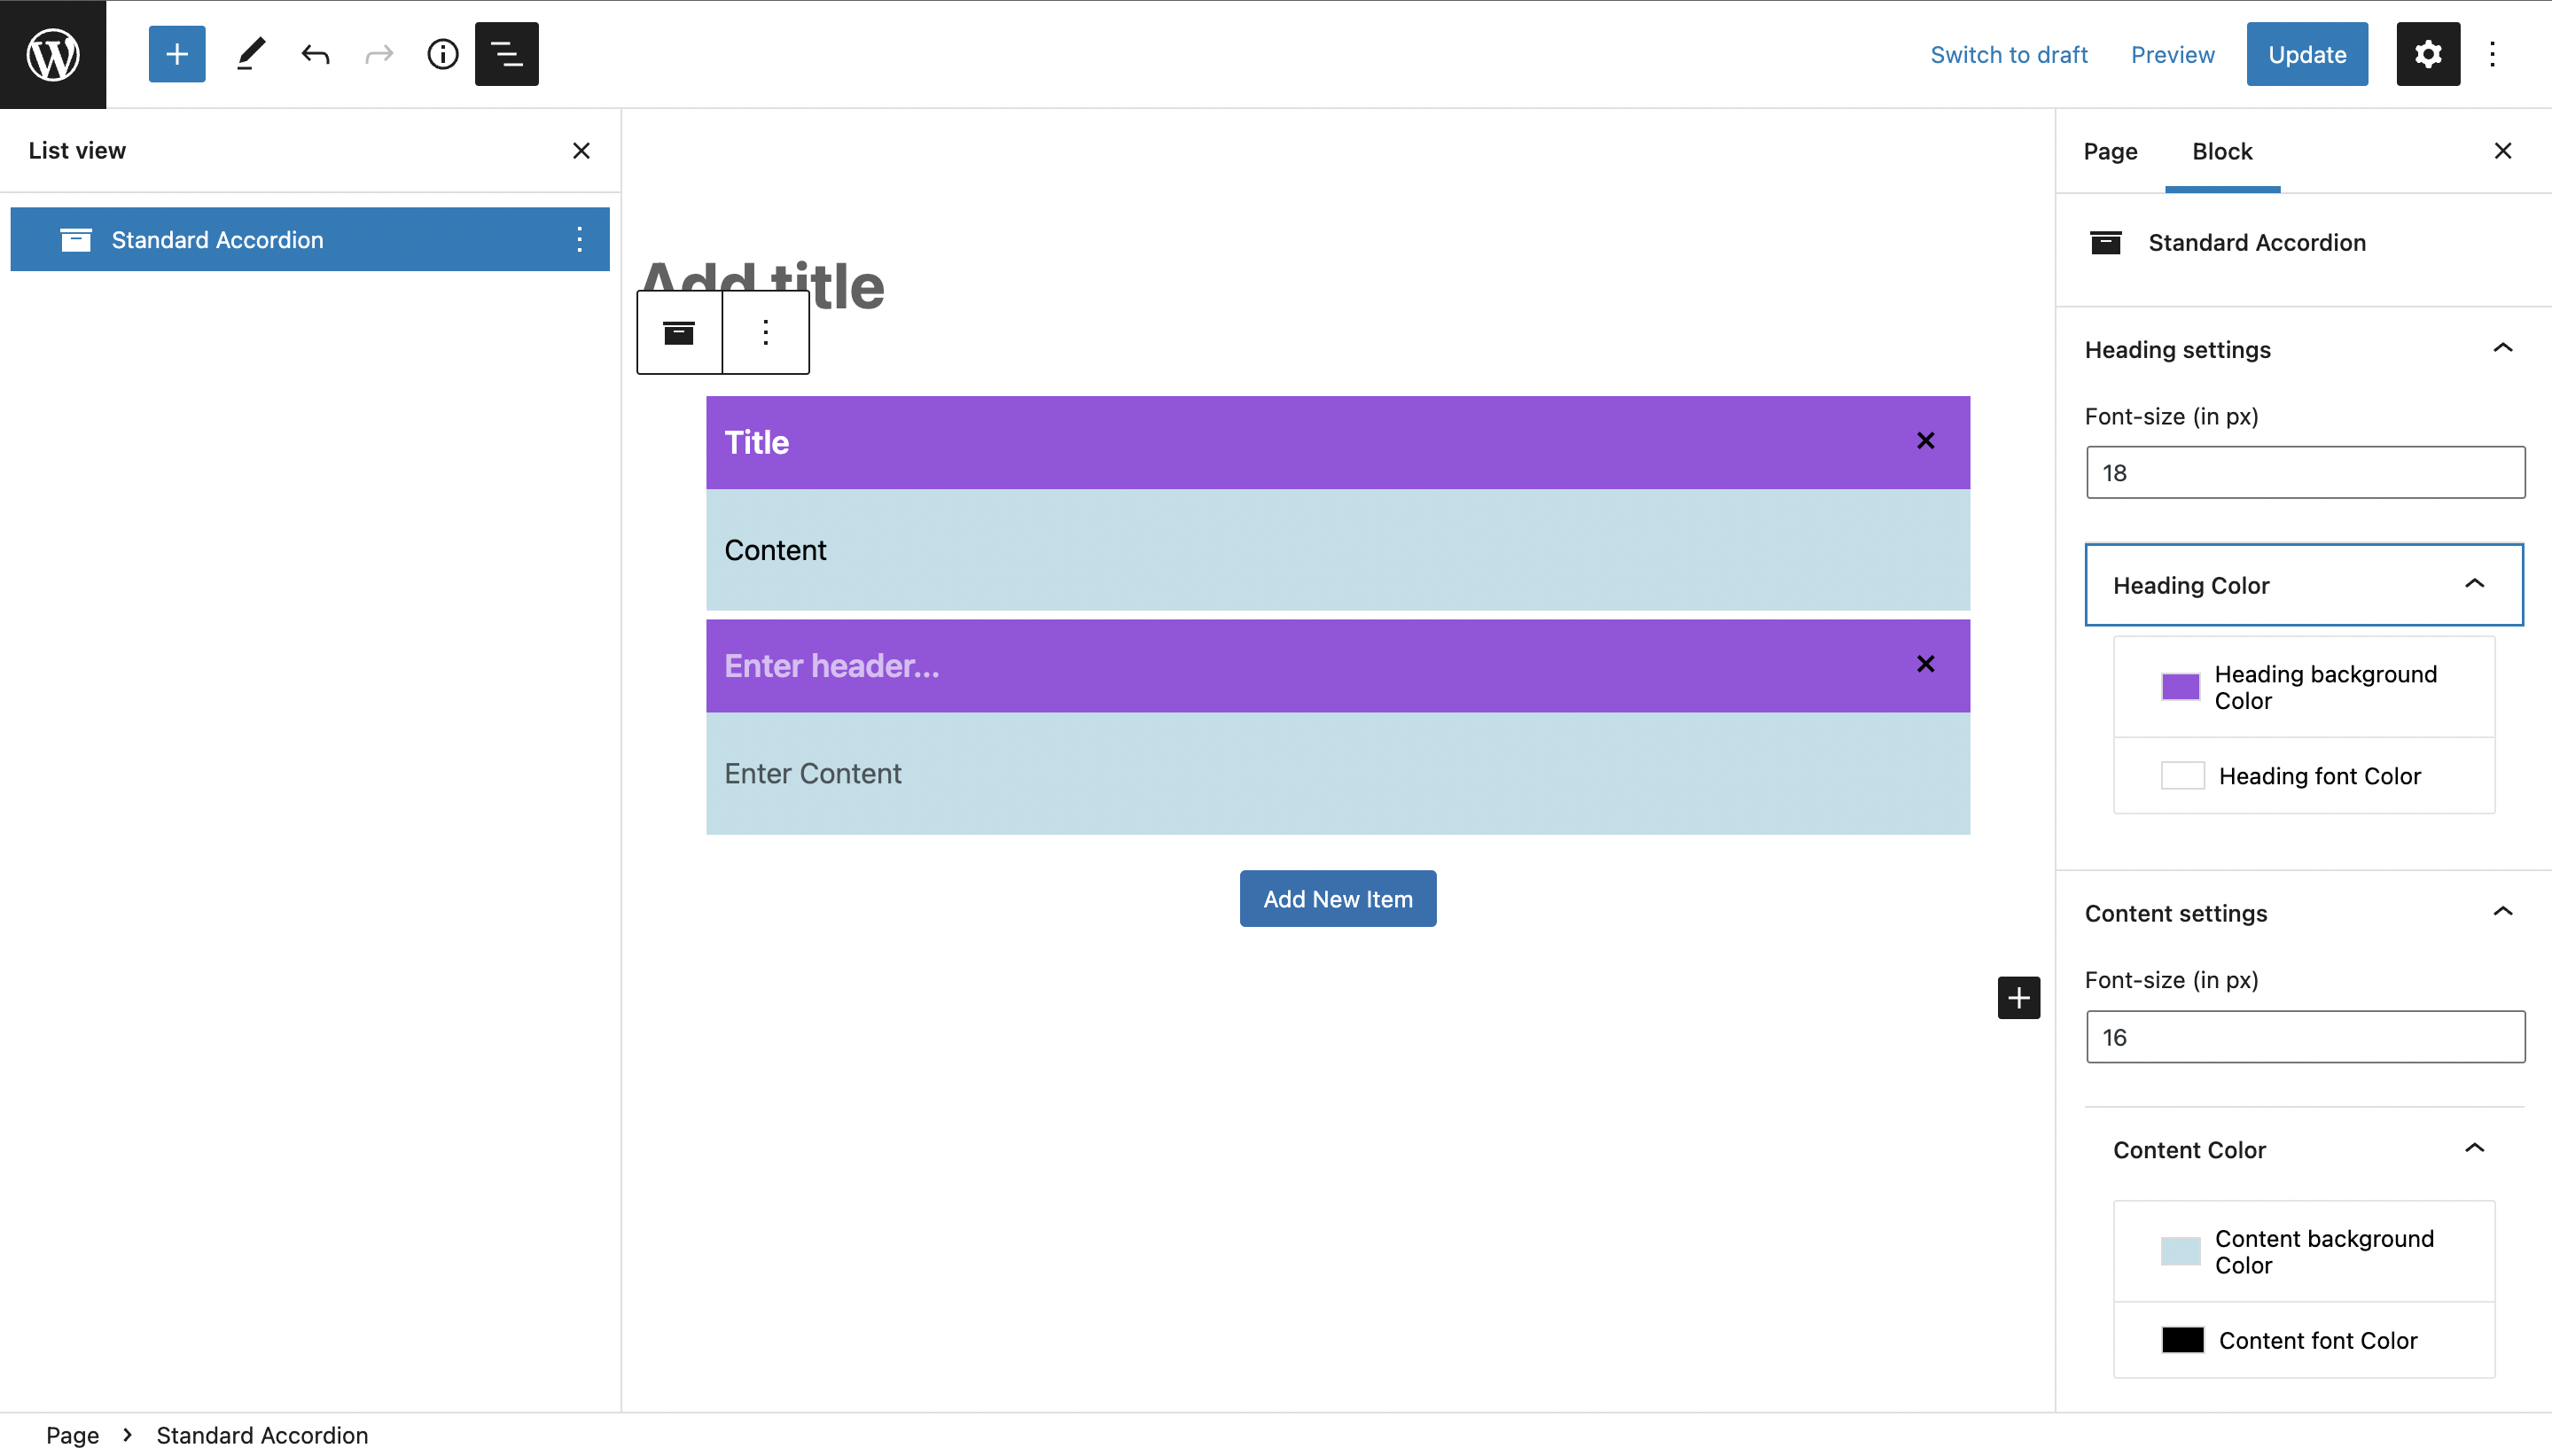 Switch to draft
Preview
Update
List view
Standard Accordion
Add title
Title
Content
Enter header...
Enter Content
Add New Item
Page
Block
Standard Accordion
Heading settings
Font-size (in px)
18
Heading Color
Heading background
Color
Heading font Color
Content settings
Font-size (in px)
16
Content Color
Content background
Color
Content font Color
Page › Standard Accordion